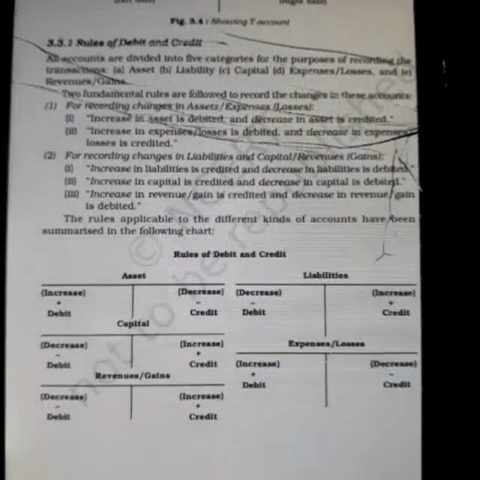 Fig. 3.4 : Showing T-account
3.3.1 Rules of Debit and Credit
All accounts are divided into five categories for the purposes of recording the
transactions: (a) Asset (b) Liability (c) Capital (d) Expenses/Losses, and (e)
Revenues/Gains.
Two fundamental rules are followed to record the changes in these accounts:
(1) For recording changes in Assets/Expenses (Losses):
(i) "Increase in asset is debited, and decrease in asset is credited."
(ii) "Increase in expenses/losses is debited, and decrease in expenses/
losses is credited."
(2) For recording changes in Liabilities and Capital/Revenues (Gains):
(i) "Increase in liabilities is credited and decrease in liabilities is debited."
(ii) "Increase in capital is credited and decrease in capital is debited."
(iii) "Increase in revenue/gain is credited and decrease in revenue/gain
is debited."
The rules applicable to the different kinds of accounts have been
summarised in the following chart:
Rules of Debit and Credit
Asset
(Increase) (Decrease)
+ −
Debit Credit
Liabilities
(Decrease) (Increase)
− +
Debit Credit
Capital
(Decrease) (Increase)
− +
Debit Credit
Expenses/Losses
(Increase) (Decrease)
+ −
Debit Credit
Revenues/Gains
(Decrease) (Increase)
− +
Debit Credit
not to be